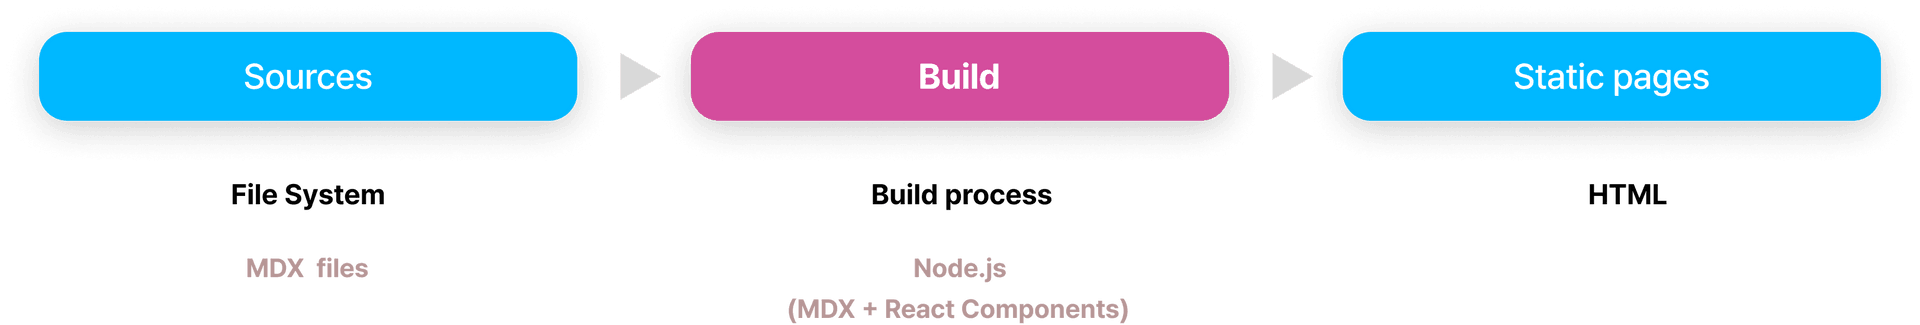 Sources
Build
Static pages
File System
Build process
HTML
MDX files
Node.js
(MDX + React Components)